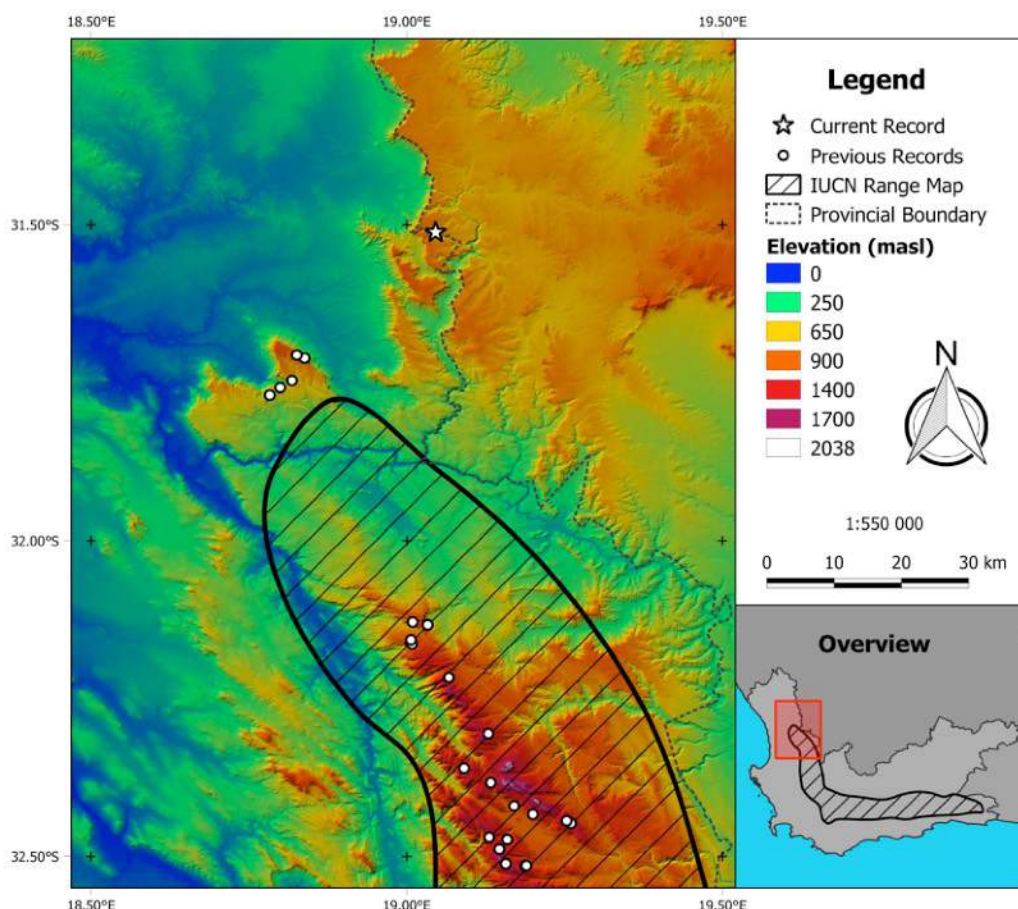 18.50°E 19.00°E 19.50°E
31.50°S
32.00°S
32.50°S
18.50°E 19.00°E 19.50°E
Legend
Current Record
Previous Records
IUCN Range Map
Provincial Boundary
Elevation (masl)
0
250
650
900
1400
1700
2038
N
1:550 000
0 10 20 30 km
Overview